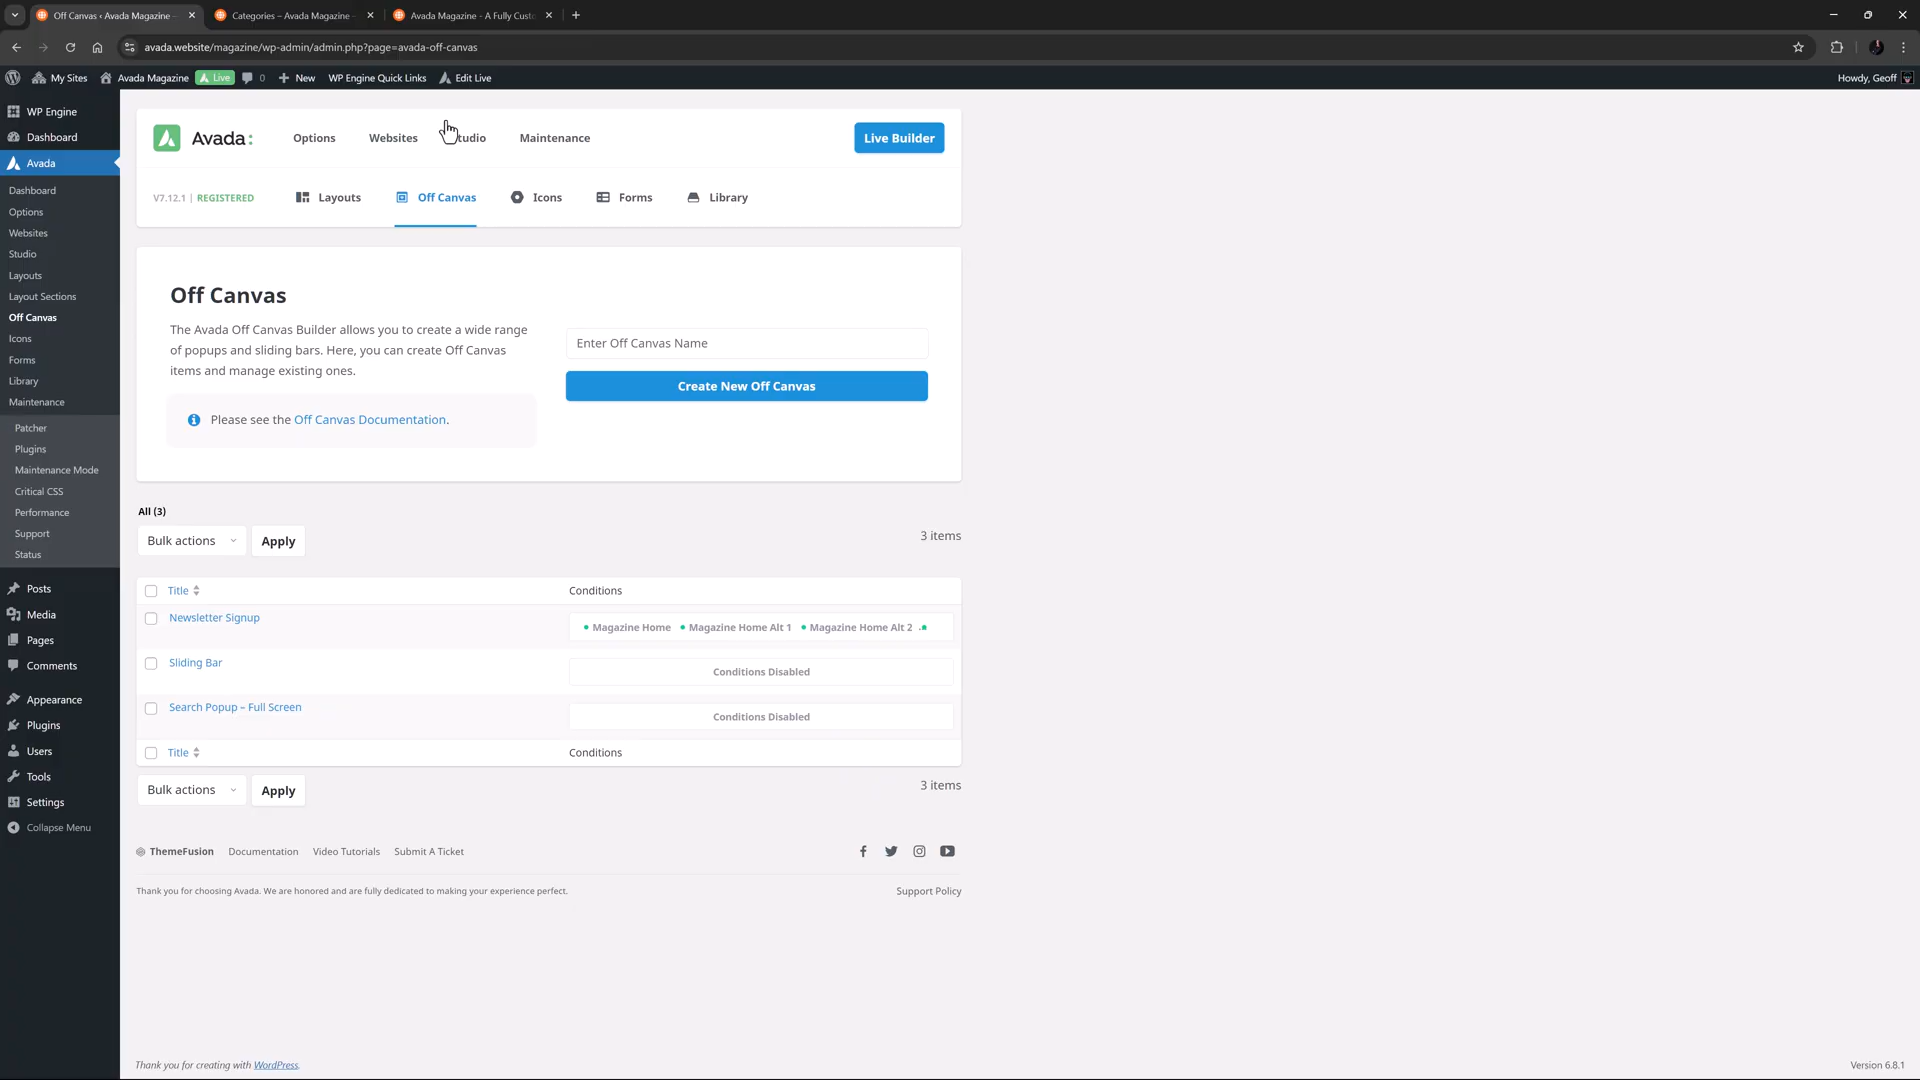 Off Canvas ‹ Avada Magazine —
Categories – Avada Magazine –
Avada Magazine - A Fully Custo
avada.website/magazine/wp-admin/admin.php?page=avada-off-canvas
My Sites
Avada Magazine
Live
0
New
WP Engine Quick Links
Edit Live
Howdy, Geoff
WP Engine
Dashboard
Avada
Dashboard
Options
Websites
Studio
Layouts
Layout Sections
Off Canvas
Icons
Forms
Library
Maintenance
Patcher
Plugins
Maintenance Mode
Critical CSS
Performance
Support
Status
Posts
Media
Pages
Comments
Appearance
Plugins
Users
Tools
Settings
Collapse Menu
Avada:
Options
Websites
Maintenance
Live Builder
V7.12.1 | REGISTERED
Layouts
Off Canvas
Icons
Forms
Library
Off Canvas
The Avada Off Canvas Builder allows you to create a wide range
of popups and sliding bars. Here, you can create Off Canvas
items and manage existing ones.
Please see the Off Canvas Documentation.
Enter Off Canvas Name
Create New Off Canvas
All (3)
Bulk actions
Apply
3 items
Title
Conditions
Newsletter Signup
Magazine Home
Magazine Home Alt 1
Magazine Home Alt 2
Sliding Bar
Conditions Disabled
Search Popup – Full Screen
Conditions Disabled
Title
Conditions
Bulk actions
Apply
3 items
ThemeFusion
Documentation
Video Tutorials
Submit A Ticket
Thank you for choosing Avada. We are honored and are fully dedicated to making your experience perfect.
Support Policy
Thank you for creating with WordPress.
Version 6.8.1